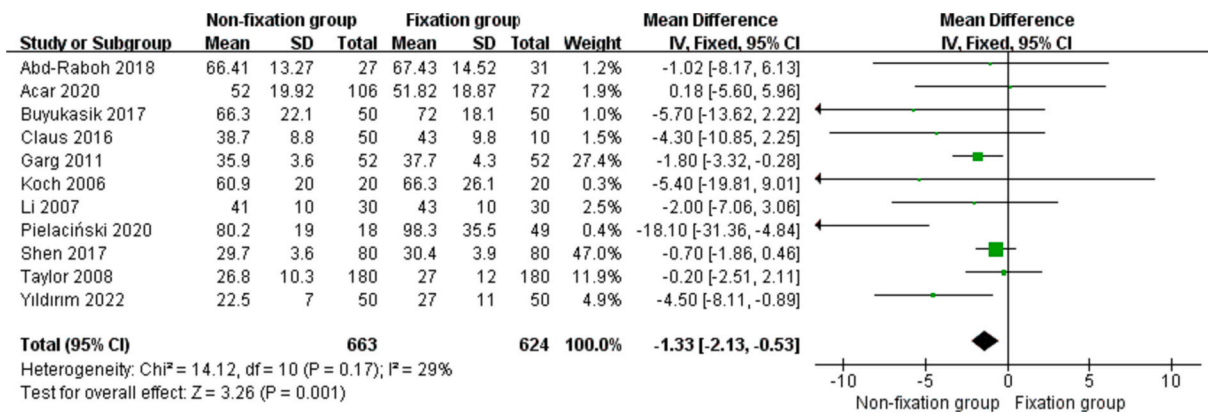 Non-fixation group Fixation group Mean Difference Mean Difference
Study or Subgroup Mean SD Total Mean SD Total Weight IV, Fixed, 95% CI IV, Fixed, 95% CI
Abd-Raboh 2018 66.41 13.27 27 67.43 14.52 31 1.2% -1.02 [-8.17, 6.13]
Acar 2020 52 19.92 106 51.82 18.87 72 1.9% 0.18 [-5.60, 5.96]
Buyukasik 2017 66.3 22.1 50 72 18.1 50 1.0% -5.70 [-13.62, 2.22]
Claus 2016 38.7 8.8 50 43 9.8 10 1.5% -4.30 [-10.85, 2.25]
Garg 2011 35.9 3.6 52 37.7 4.3 52 27.4% -1.80 [-3.32, -0.28]
Koch 2006 60.9 20 20 66.3 26.1 20 0.3% -5.40 [-19.81, 9.01]
Li 2007 41 10 30 43 10 30 2.5% -2.00 [-7.06, 3.06]
Pielaciński 2020 80.2 19 18 98.3 35.5 49 0.4% -18.10 [-31.36, -4.84]
Shen 2017 29.7 3.6 80 30.4 3.9 80 47.0% -0.70 [-1.86, 0.46]
Taylor 2008 26.8 10.3 180 27 12 180 11.9% -0.20 [-2.51, 2.11]
Yıldırım 2022 22.5 7 50 27 11 50 4.9% -4.50 [-8.11, -0.89]
Total (95% CI) 663 624 100.0% -1.33 [-2.13, -0.53]
Heterogeneity: Chi² = 14.12, df = 10 (P = 0.17); I² = 29%
Test for overall effect: Z = 3.26 (P = 0.001)
-10 -5 0 5 10
Non-fixation group Fixation group